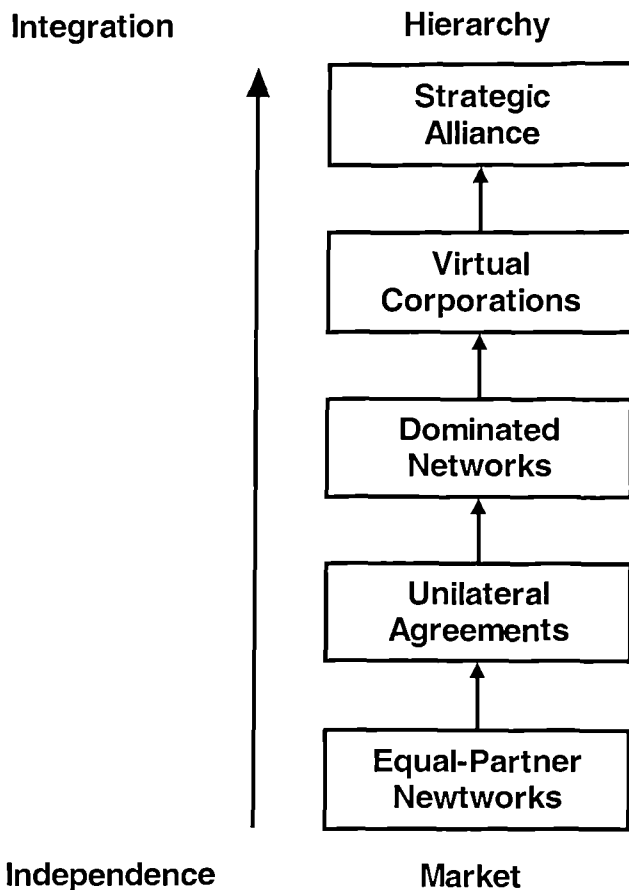 Integration
Hierarchy
Strategic
Alliance
Virtual
Corporations
Dominated
Networks
Unilateral
Agreements
Equal-Partner
Newtworks
Independence
Market